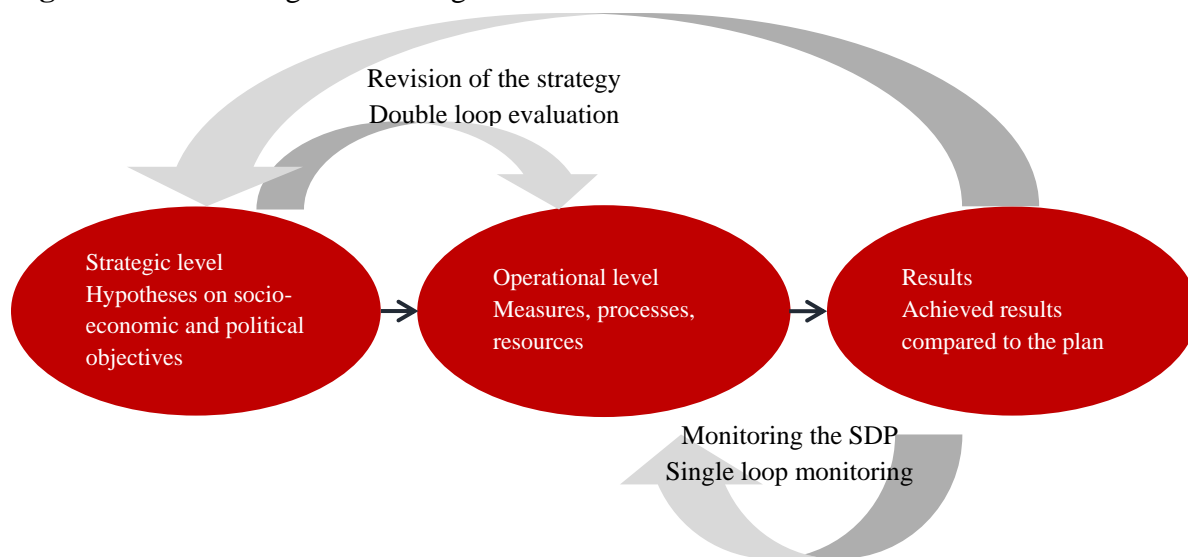 Revision of the strategy
Double loop evaluation
Strategic level
Hypotheses on socio-
economic and political
objectives
Operational level
Measures, processes,
resources
Results
Achieved results
compared to the plan
Monitoring the SDP
Single loop monitoring